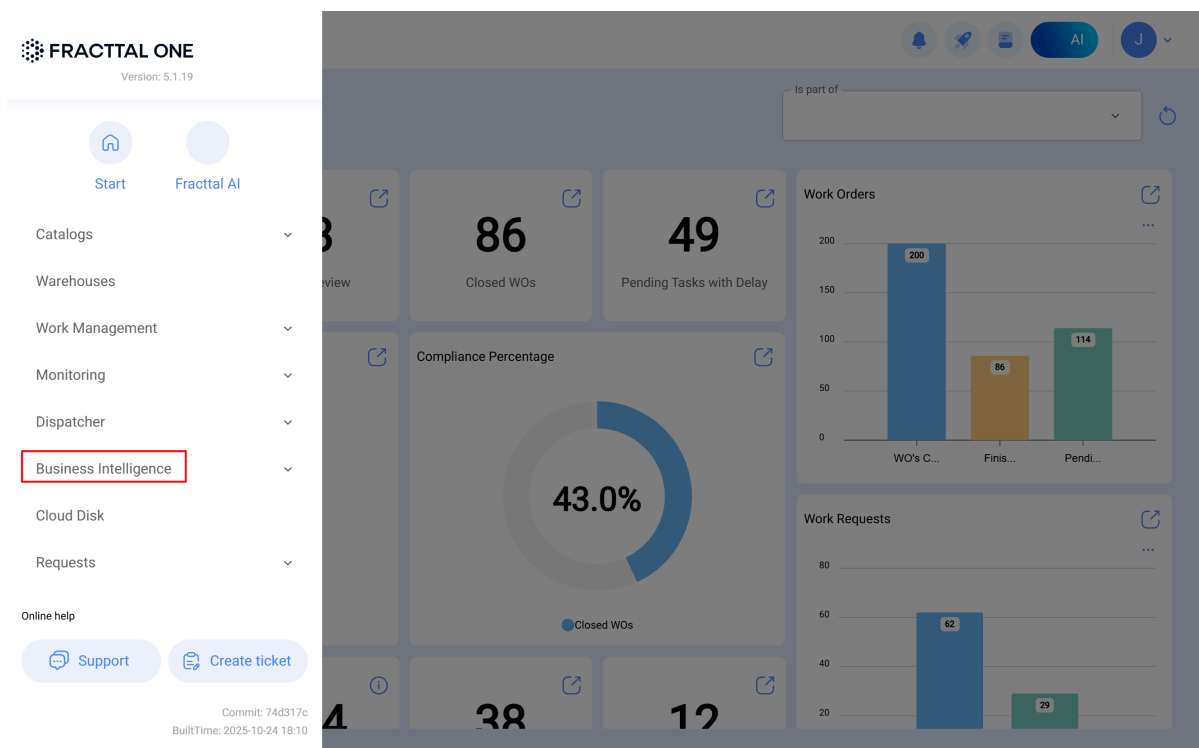 FRACTTAL ONE
Version: 5.1.19
Start
Fracttal AI
Catalogs
Warehouses
Work Management
Monitoring
Dispatcher
Business Intelligence
Cloud Disk
Requests
Online help
Support
Create ticket
Commit: 74d317c
BuiltTime: 2025-10-24 18:10
AI
J
Is part of
86
Closed WOs
49
Pending Tasks with Delay
Compliance Percentage
43.0%
Closed WOs
4
38
12
Work Orders
...
200
150
100
50
0
200
86
114
WO's C...
Finis...
Pendi...
Work Requests
...
80
60
40
20
62
29